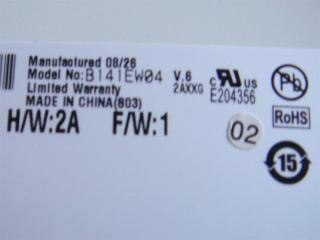 Manufactured 08/26
Model No:B141EW04 V.6
Limited Warranty 2AXXG
MADE IN CHINA(803)
c RU US
E204356
Pb
RoHS
H/W:2A F/W:1
02
15